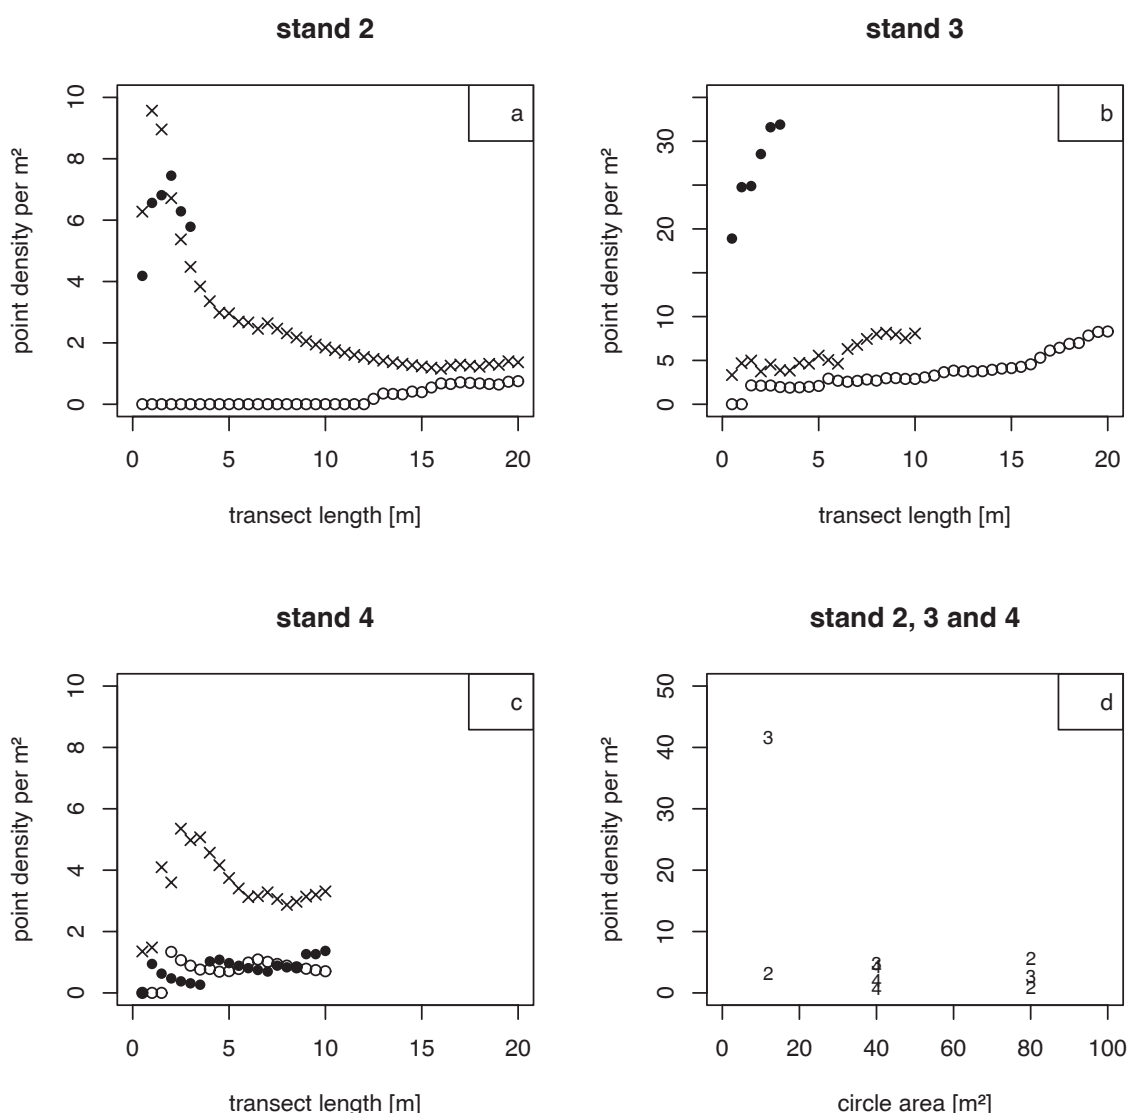 stand 2
a
point density per m²
0 2 4 6 8 10
0 5 10 15 20
transect length [m]
stand 3
b
point density per m²
0 5 10 20 30
0 5 10 15 20
transect length [m]
stand 4
c
point density per m²
0 2 4 6 8 10
0 5 10 15 20
transect length [m]
stand 2, 3 and 4
d
point density per m²
0 10 20 30 40 50
3
2
3
4
2
4
2
3
2
0 20 40 60 80 100
circle area [m²]